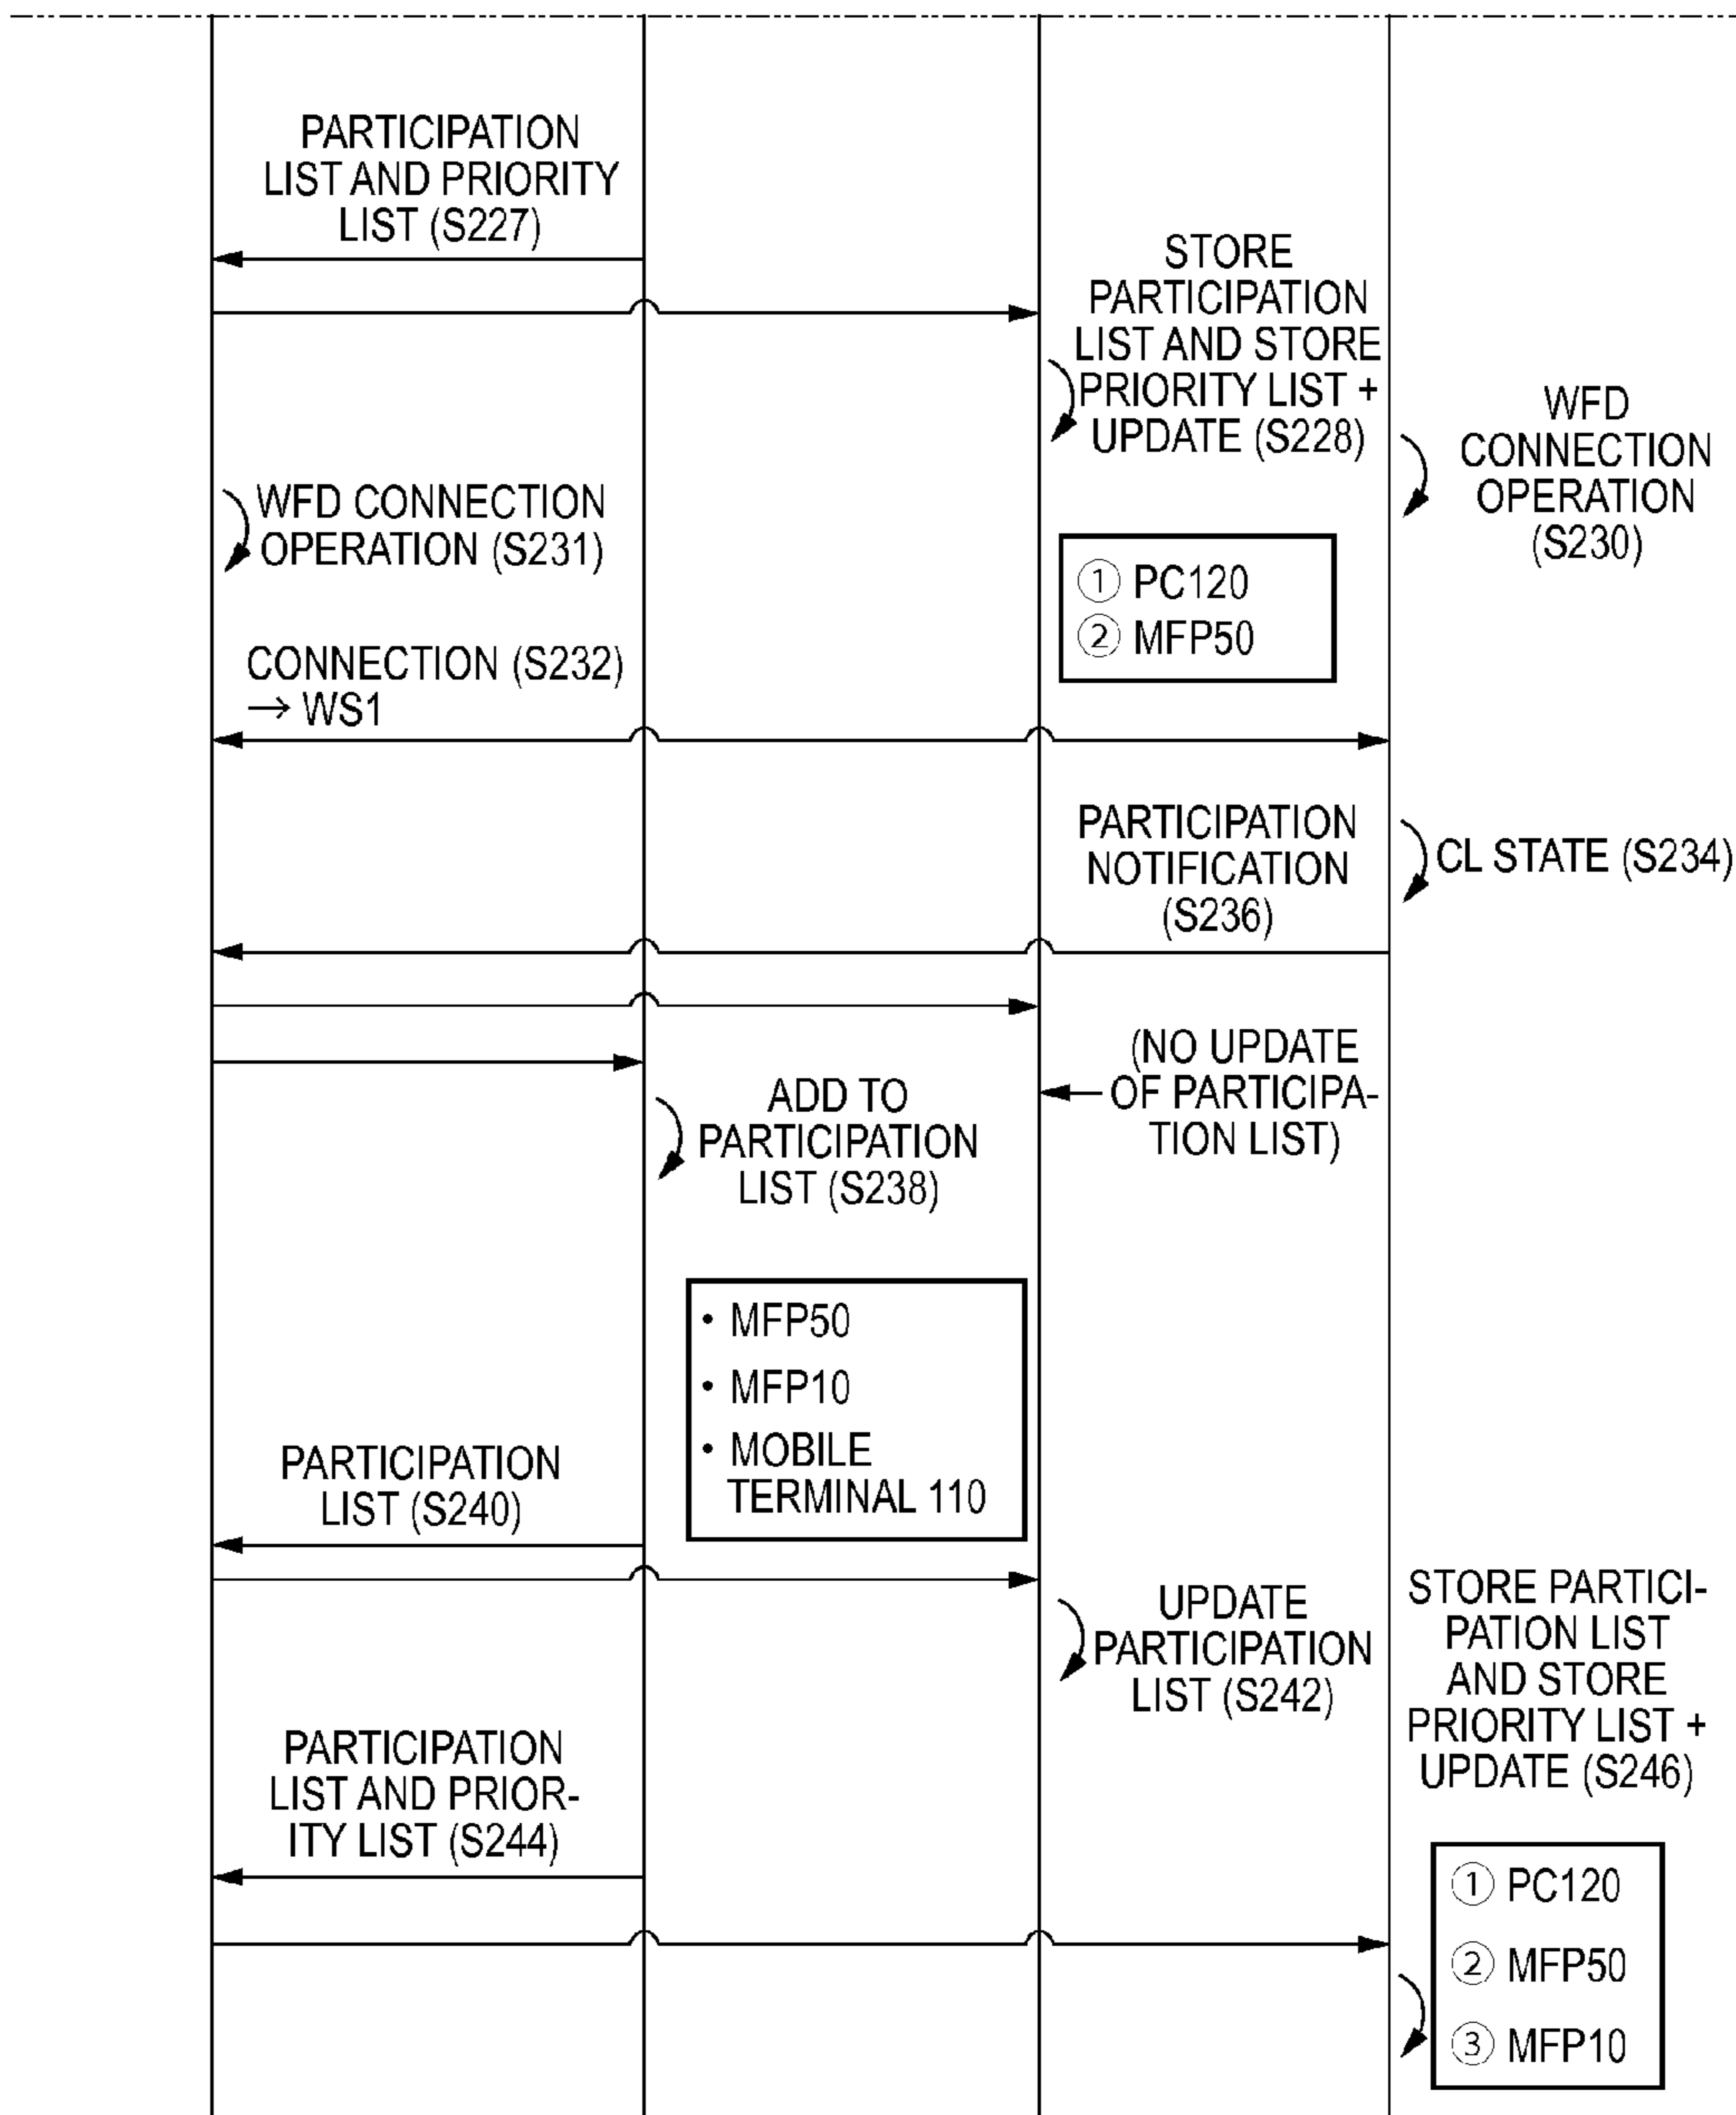 PARTICIPATION
LIST AND PRIORITY
LIST (S227)
STORE
PARTICIPATION
LIST AND STORE
PRIORITY LIST +
UPDATE (S228)
WFD
CONNECTION
OPERATION
(S230)
WFD CONNECTION
OPERATION (S231)
① PC120
② MFP50
CONNECTION (S232)
→ WS1
PARTICIPATION
NOTIFICATION
(S236)
CL STATE (S234)
(NO UPDATE
OF PARTICIPA-
TION LIST)
ADD TO
PARTICIPATION
LIST (S238)
• MFP50
• MFP10
• MOBILE
TERMINAL 110
PARTICIPATION
LIST (S240)
UPDATE
PARTICIPATION
LIST (S242)
STORE PARTICI-
PATION LIST
AND STORE
PRIORITY LIST +
UPDATE (S246)
PARTICIPATION
LIST AND PRIOR-
ITY LIST (S244)
① PC120
② MFP50
③ MFP10